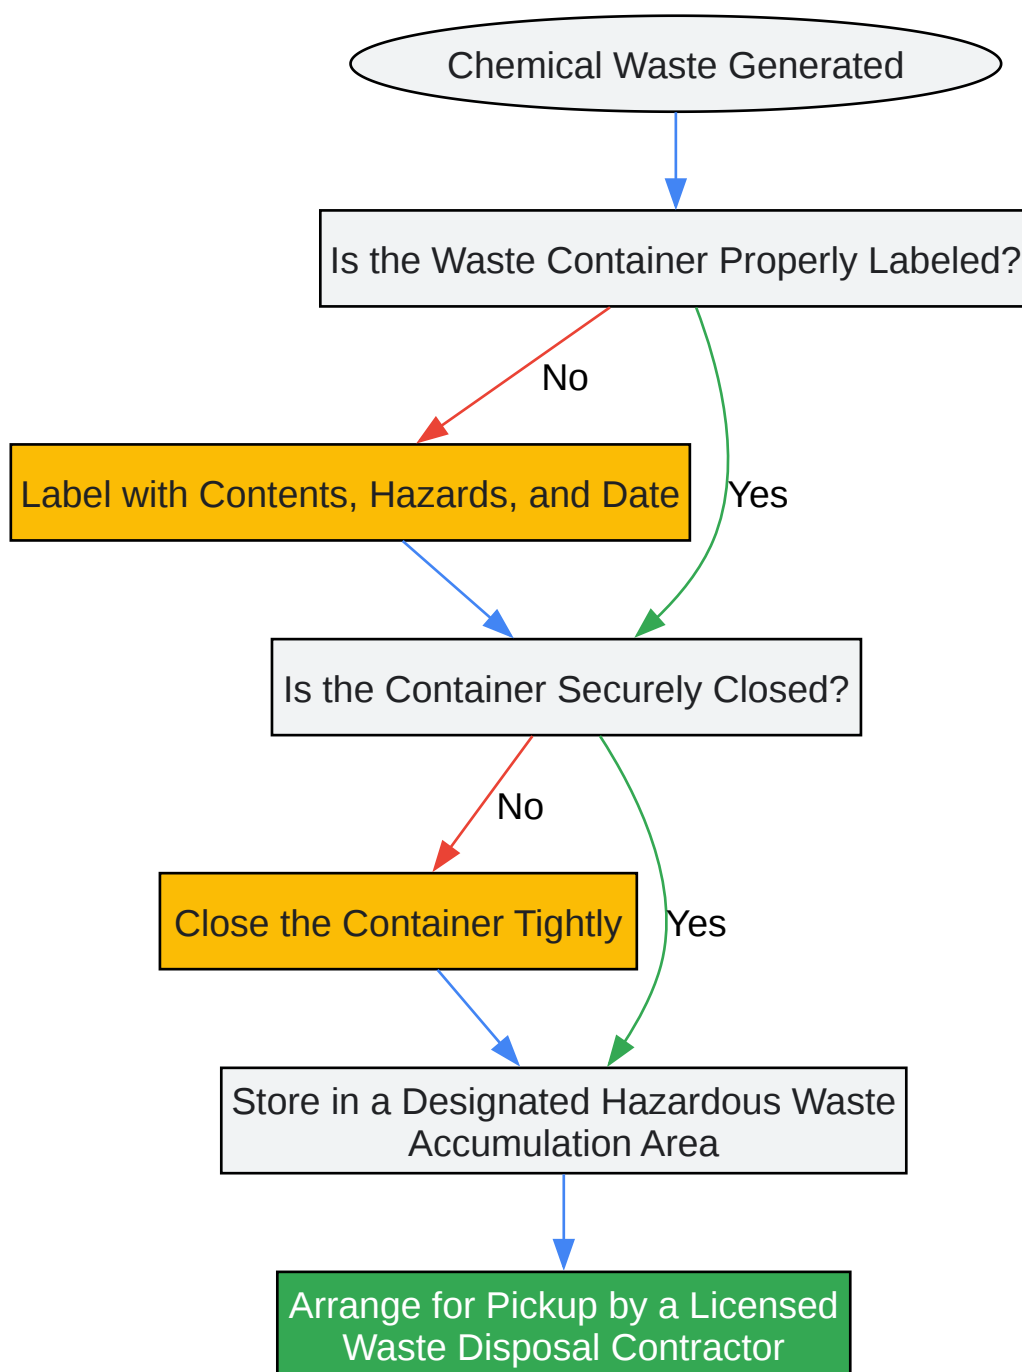 Chemical Waste Generated
Is the Waste Container Properly Labeled?
No
Label with Contents, Hazards, and Date
Yes
Is the Container Securely Closed?
No
Close the Container Tightly
Yes
Store in a Designated Hazardous Waste
Accumulation Area
Arrange for Pickup by a Licensed
Waste Disposal Contractor